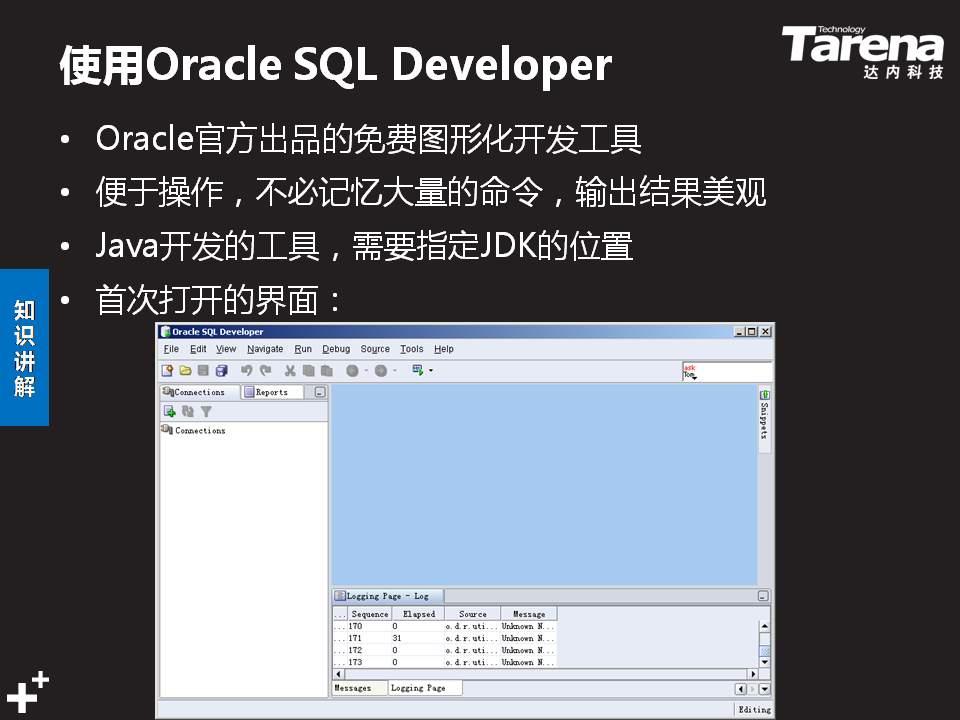 使用Oracle SQL Developer
Technology
Tarena
达内科技
• Oracle官方出品的免费图形化开发工具
• 便于操作，不必记忆大量的命令，输出结果美观
• Java开发的工具，需要指定JDK的位置
• 首次打开的界面：
知识讲解
Oracle SQL Developer
File Edit View Navigate Run Debug Source Tools Help
ask
Tom
Connections Reports
Connections
Snippets
Logging Page - Log
... Sequence Elapsed Source Message
... 170 0 o.d.r.uti... Unknown N...
... 171 31 o.d.r.uti... Unknown N...
... 172 0 o.d.r.uti... Unknown N...
... 173 0 o.d.r.uti... Unknown N...
Messages Logging Page
Editing